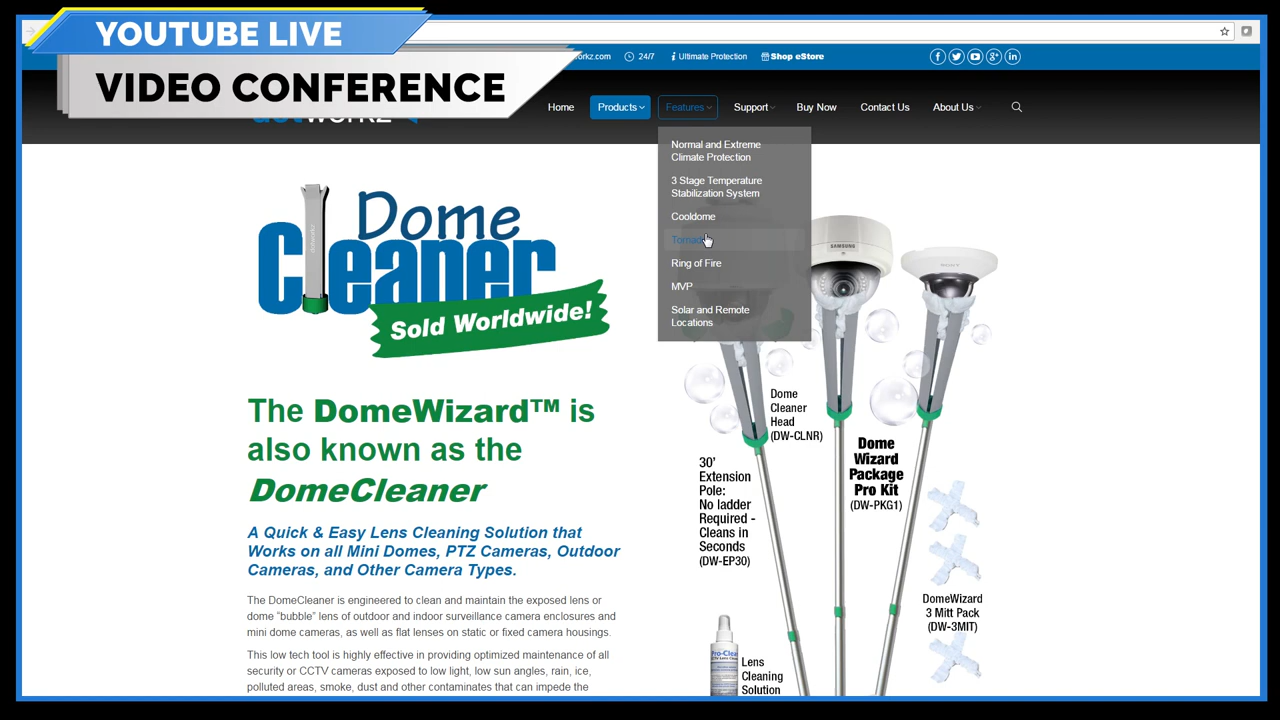 YOUTUBE LIVE
VIDEO CONFERENCE
24/7
Ultimate Protection
Shop eStore
Home
Products
Features
Support
Buy Now
Contact Us
About Us
Normal and Extreme
Climate Protection
3 Stage Temperature
Stabilization System
Cooldome
Ring of Fire
MVP
Solar and Remote
Locations
Dome
Cleaner
Sold Worldwide!
SAMSUNG
The DomeWizard™ is
also known as the
DomeCleaner
A Quick & Easy Lens Cleaning Solution that
Works on all Mini Domes, PTZ Cameras, Outdoor
Cameras, and Other Camera Types.
The DomeCleaner is engineered to clean and maintain the exposed lens or
dome “bubble” lens of outdoor and indoor surveillance camera enclosures and
mini dome cameras, as well as flat lenses on static or fixed camera housings.
This low tech tool is highly effective in providing optimized maintenance of all
security or CCTV cameras exposed to low light, low sun angles, rain, ice,
polluted areas, smoke, dust and other contaminants that can impede the
Dome
Cleaner
Head
(DW-CLNR)
30’
Extension
Pole:
No ladder
Required -
Cleans in
Seconds
(DW-EP30)
Dome
Wizard
Package
Pro Kit
(DW-PKG1)
DomeWizard
3 Mitt Pack
(DW-3MIT)
Lens
Cleaning
Solution